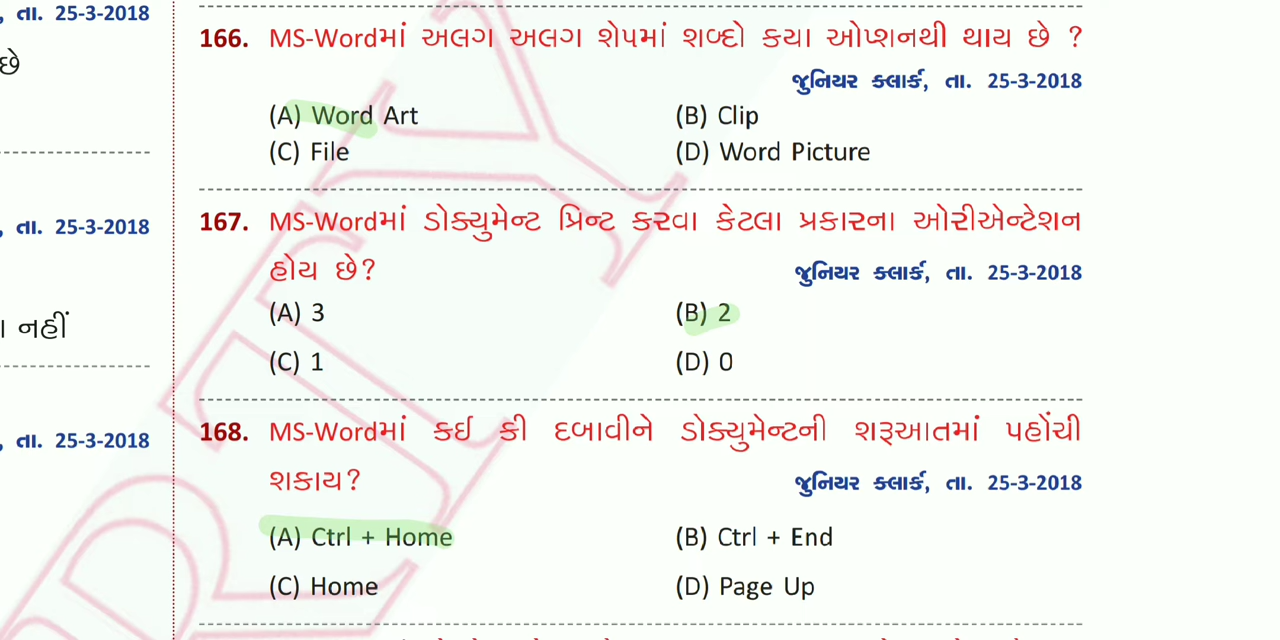 , તા. 25-3-2018
છે
, તા. 25-3-2018
નહીં
, તા. 25-3-2018
166. MS-Wordમાં અલગ અલગ શેપમાં શબ્દો કયા ઓપ્શનથી થાય છે ?
જુનિયર ક્લાર્ક, તા. 25-3-2018
(A) Word Art (B) Clip
(C) File (D) Word Picture
167. MS-Wordમાં ડોક્યુમેન્ટ પ્રિન્ટ કરવા કેટલા પ્રકારના ઓરીએન્ટેશન
હોય છે? જુનિયર ક્લાર્ક, તા. 25-3-2018
(A) 3 (B) 2
(C) 1 (D) 0
168. MS-Wordમાં કઈ કી દબાવીને ડોક્યુમેન્ટની શરૂઆતમાં પહોંચી
શકાય? જુનિયર ક્લાર્ક, તા. 25-3-2018
(A) Ctrl + Home (B) Ctrl + End
(C) Home (D) Page Up